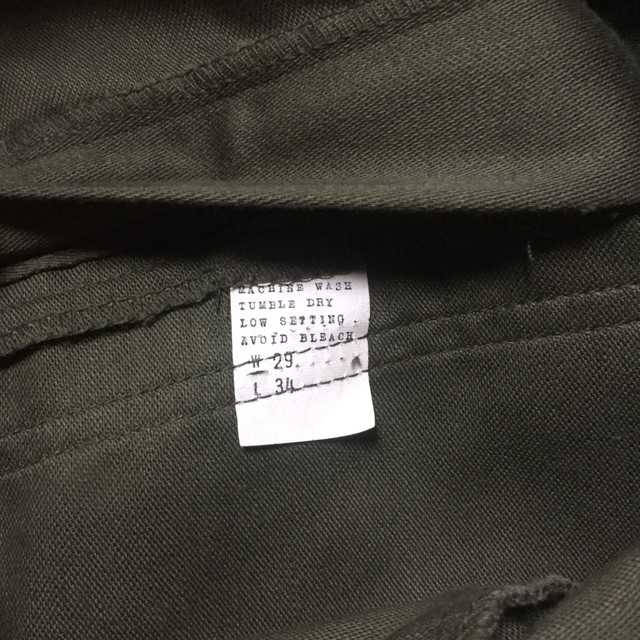 MACHINE WASH
TUMBLE DRY
LOW SETTING.
AVOID BLEACH
W 29
L 34